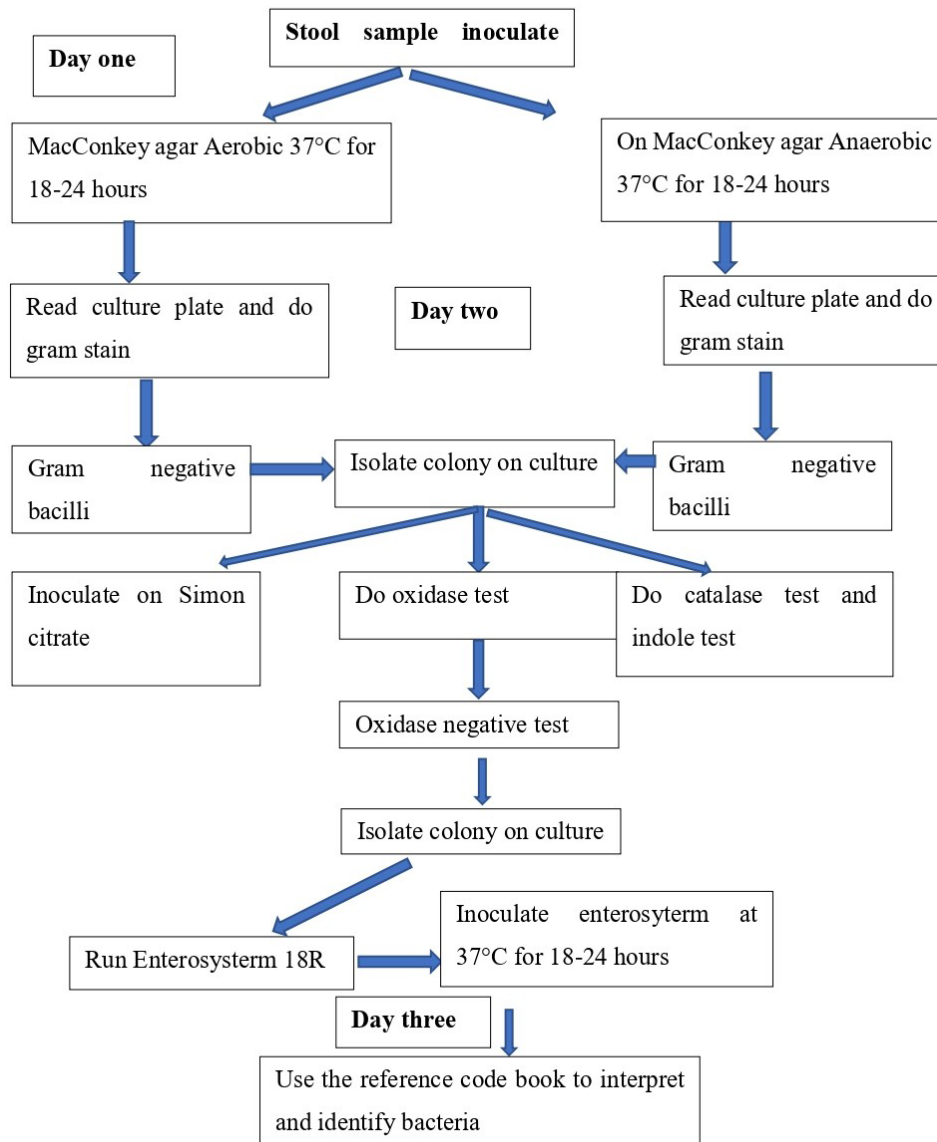 Stool sample inoculate
Day one
MacConkey agar Aerobic 37°C for
18-24 hours
On MacConkey agar Anaerobic
37°C for 18-24 hours
Read culture plate and do
gram stain
Day two
Read culture plate and do
gram stain
Gram negative
bacilli
Isolate colony on culture
Gram negative
bacilli
Inoculate on Simon
citrate
Do oxidase test
Do catalase test and
indole test
Oxidase negative test
Isolate colony on culture
Run Enterosysterm 18R
Inoculate enterosyterm at
37°C for 18-24 hours
Day three
Use the reference code book to interpret
and identify bacteria